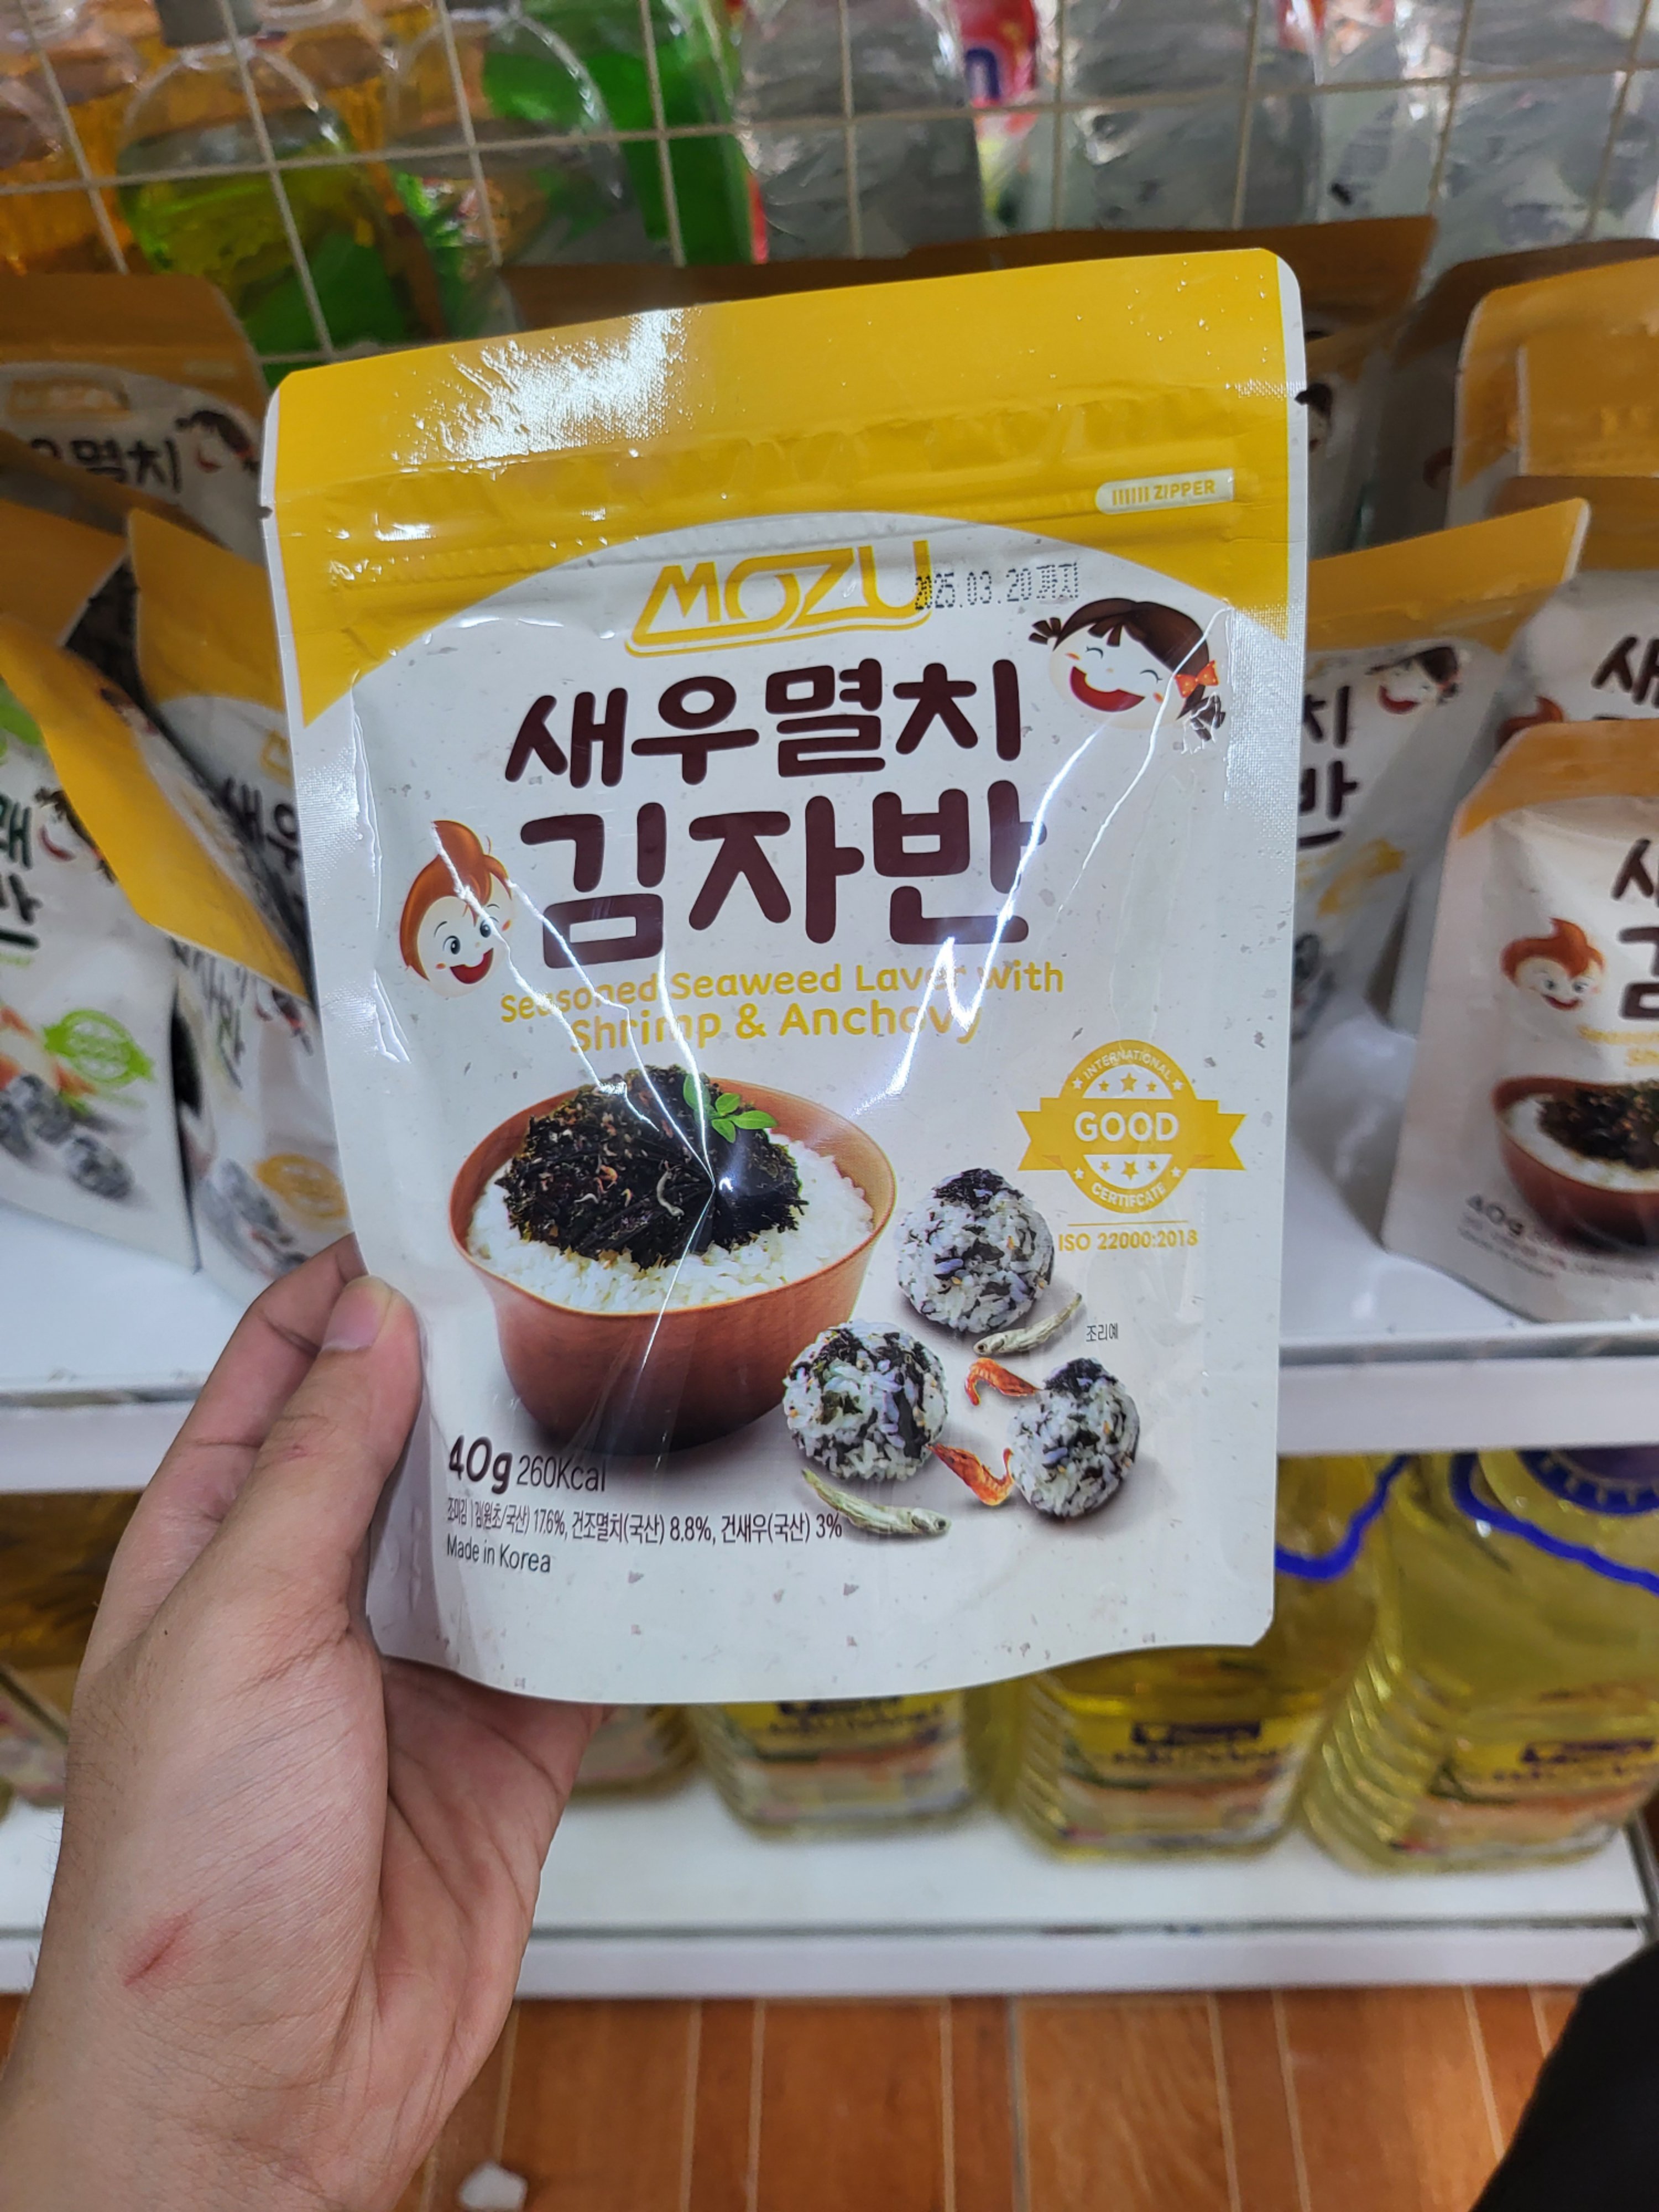 ZIPPER
MOZU
2025.03.20까지
새우멸치
김자반
Seasoned Seaweed Laver with
Shrimp & Anchovy
INTERNATIONAL
GOOD
CERTIFCATE
ISO 22000:2018
조리예
40g 260Kcal
조미김 | 김(원초/국산) 17.6%, 건조멸치(국산) 8.8%, 건새우(국산) 3%
Made in Korea